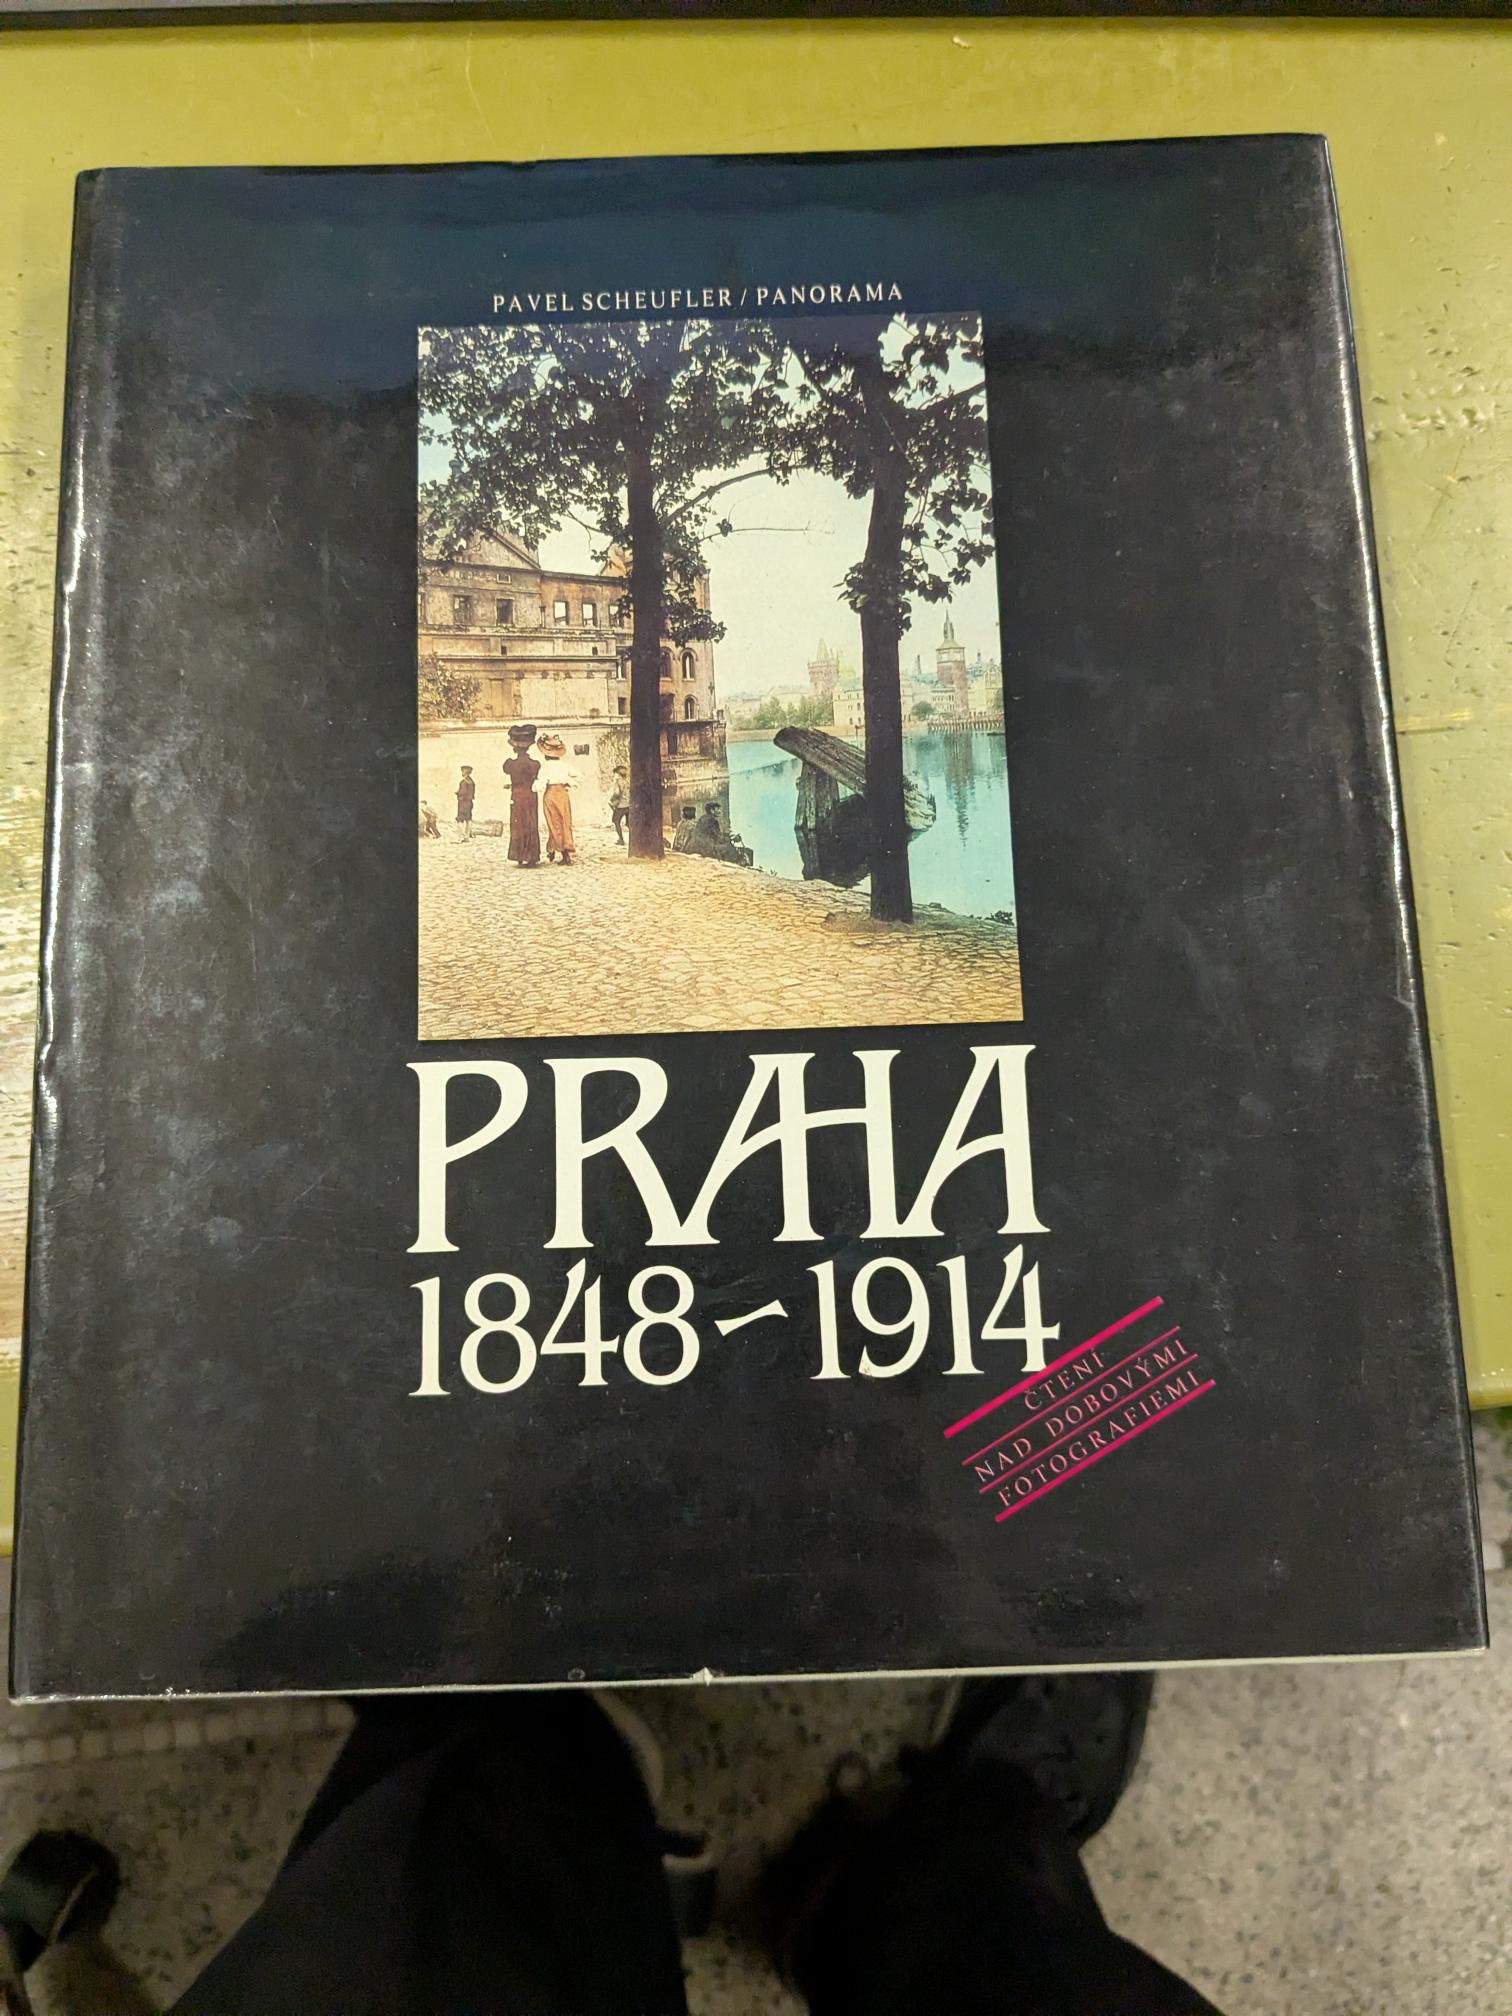 PAVEL SCHEUFLER / PANORAMA
PRAHA
1848–1914
ČTENÍ
NAD DOBOVÝMI
FOTOGRAFIEMI